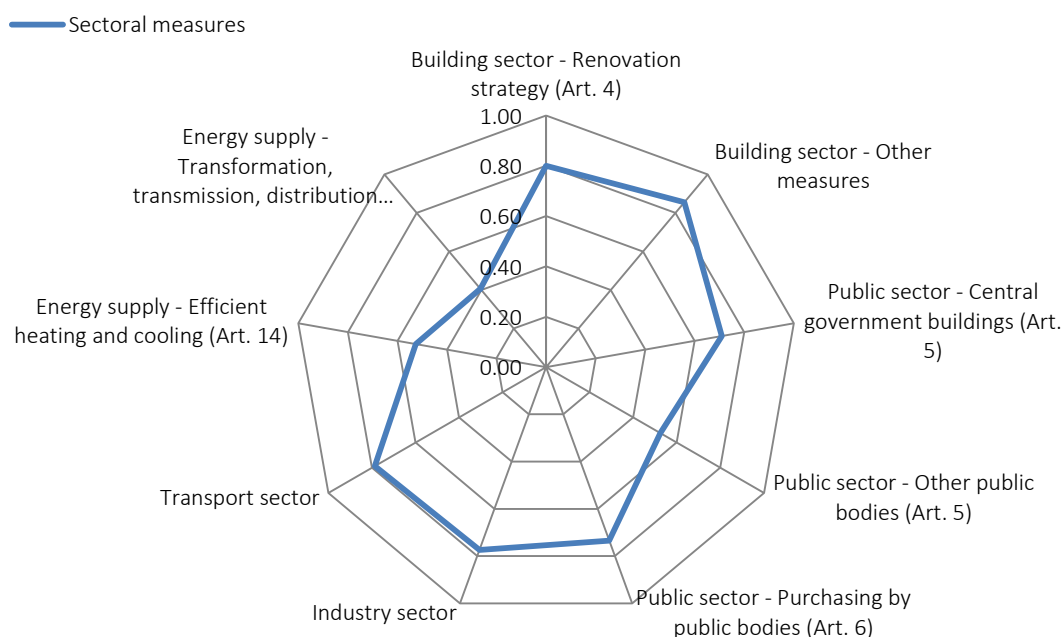 Sectoral measures
Building sector - Renovation
strategy (Art. 4)
1.00
0.80
0.60
0.40
0.20
0.00
Building sector - Other
measures
Public sector - Central
government buildings (Art.
5)
Public sector - Other public
bodies (Art. 5)
Public sector - Purchasing by
public bodies (Art. 6)
Industry sector
Transport sector
Energy supply - Efficient
heating and cooling (Art. 14)
Energy supply -
Transformation,
transmission, distribution...